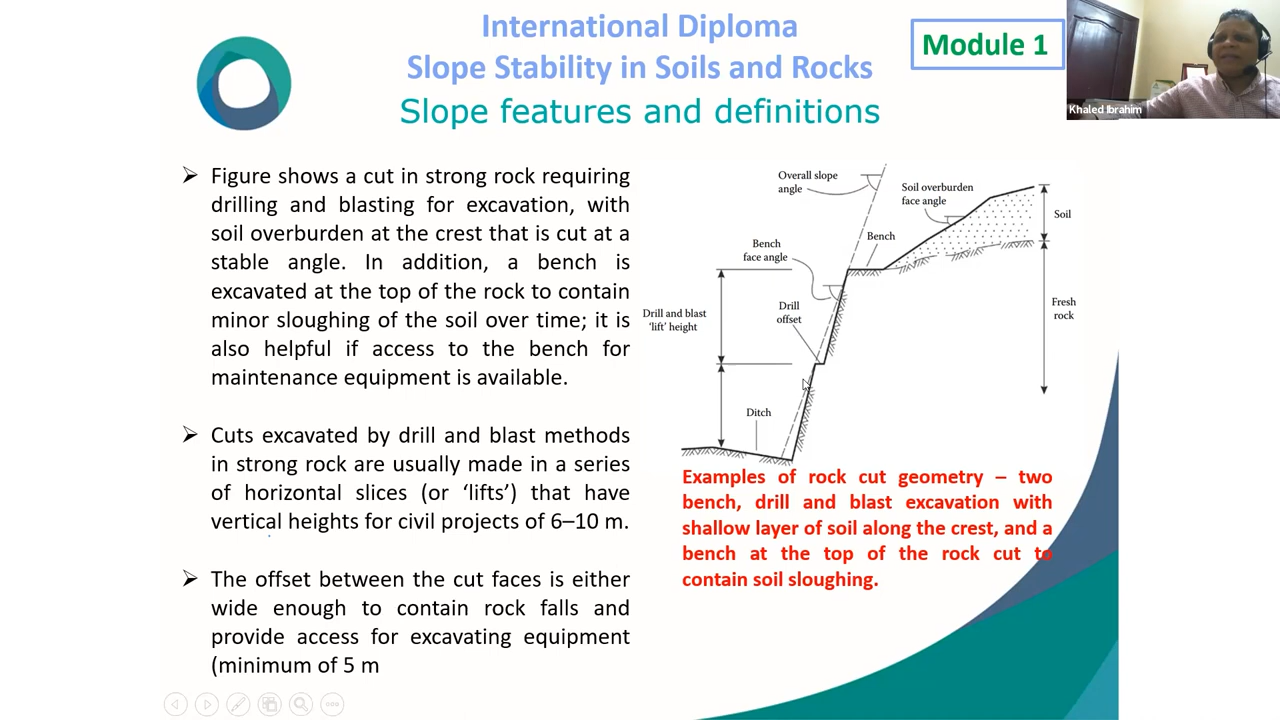 International Diploma
Slope Stability in Soils and Rocks
Slope features and definitions
Module 1
Khaled Ibrahim
➢ Figure shows a cut in strong rock requiring
drilling and blasting for excavation, with
soil overburden at the crest that is cut at a
stable angle. In addition, a bench is
excavated at the top of the rock to contain
minor sloughing of the soil over time; it is
also helpful if access to the bench for
maintenance equipment is available.
➢ Cuts excavated by drill and blast methods
in strong rock are usually made in a series
of horizontal slices (or ‘lifts’) that have
vertical heights for civil projects of 6–10 m.
➢ The offset between the cut faces is either
wide enough to contain rock falls and
provide access for excavating equipment
(minimum of 5 m
Overall slope
angle
Soil overburden
face angle
Soil
Bench
Bench
face angle
Drill
offset
Drill and blast
‘lift’ height
Fresh
rock
Ditch
Examples of rock cut geometry – two
bench, drill and blast excavation with
shallow layer of soil along the crest, and a
bench at the top of the rock cut to
contain soil sloughing.